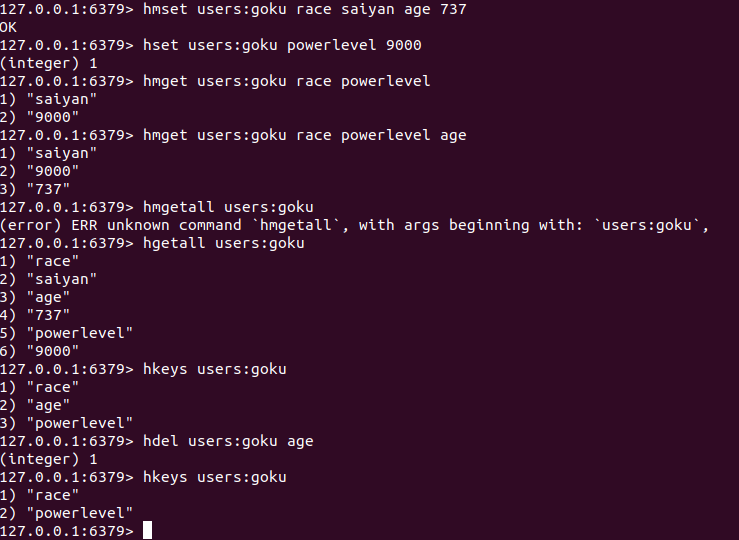 127.0.0.1:6379> hmset users:goku race saiyan age 737
OK
127.0.0.1:6379> hset users:goku powerlevel 9000
(integer) 1
127.0.0.1:6379> hmget users:goku race powerlevel
1) "saiyan"
2) "9000"
127.0.0.1:6379> hmget users:goku race powerlevel age
1) "saiyan"
2) "9000"
3) "737"
127.0.0.1:6379> hmgetall users:goku
(error) ERR unknown command `hmgetall`, with args beginning with: `users:goku`,
127.0.0.1:6379> hgetall users:goku
1) "race"
2) "saiyan"
3) "age"
4) "737"
5) "powerlevel"
6) "9000"
127.0.0.1:6379> hkeys users:goku
1) "race"
2) "age"
3) "powerlevel"
127.0.0.1:6379> hdel users:goku age
(integer) 1
127.0.0.1:6379> hkeys users:goku
1) "race"
2) "powerlevel"
127.0.0.1:6379>